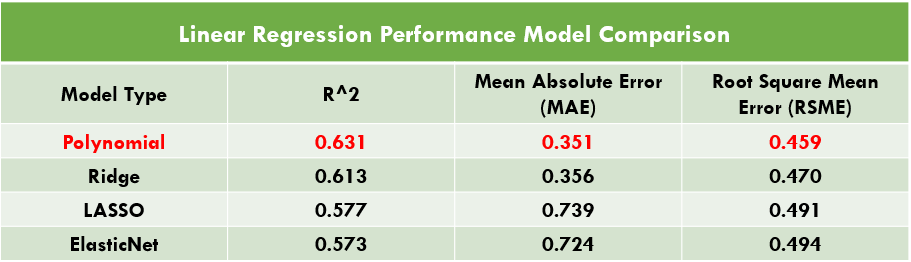 Linear Regression Performance Model Comparison
Model Type R^2 Mean Absolute Error (MAE) Root Square Mean Error (RSME)
Polynomial 0.631 0.351 0.459
Ridge 0.613 0.356 0.470
LASSO 0.577 0.739 0.491
ElasticNet 0.573 0.724 0.494